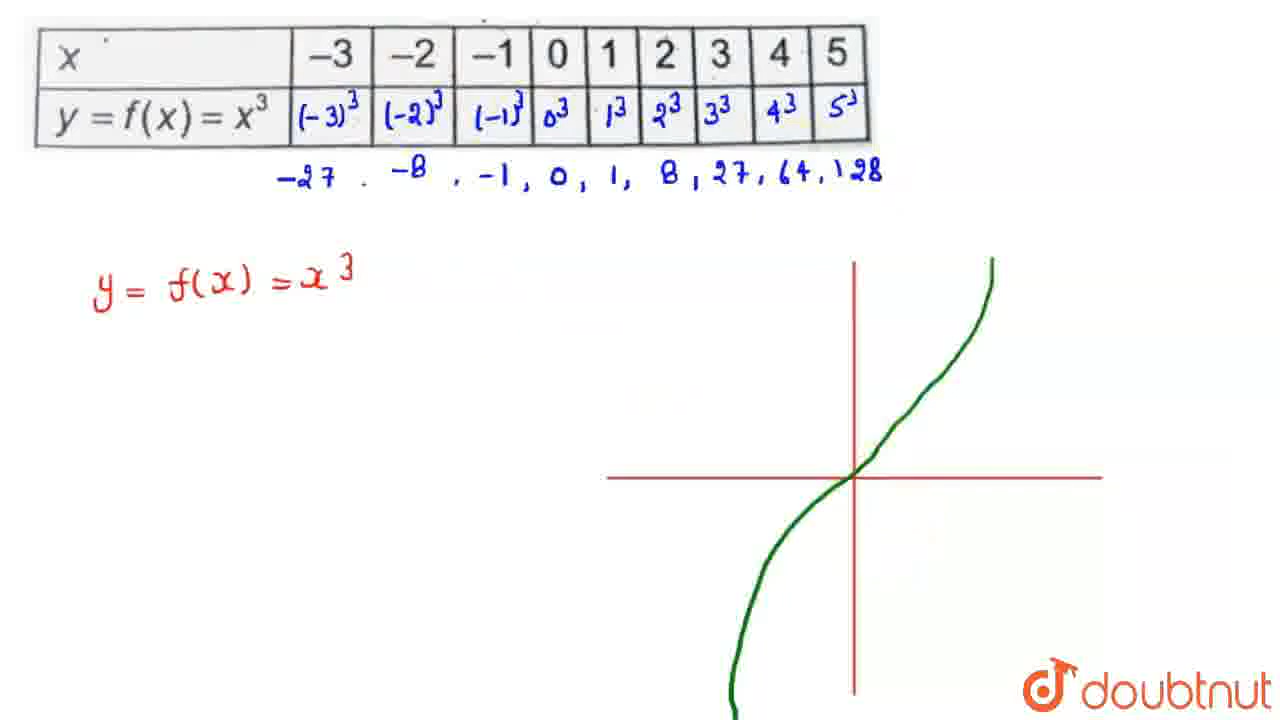 x –3 –2 –1 0 1 2 3 4 5
y = f(x) = x³ (-3)³ (-2)³ (-1)³ 0³ 1³ 2³ 3³ 4³ 5³
-27 . -8 , -1 , 0 , 1 , 8 , 27 , 64 , 128
y = f(x) = x³
doubtnut